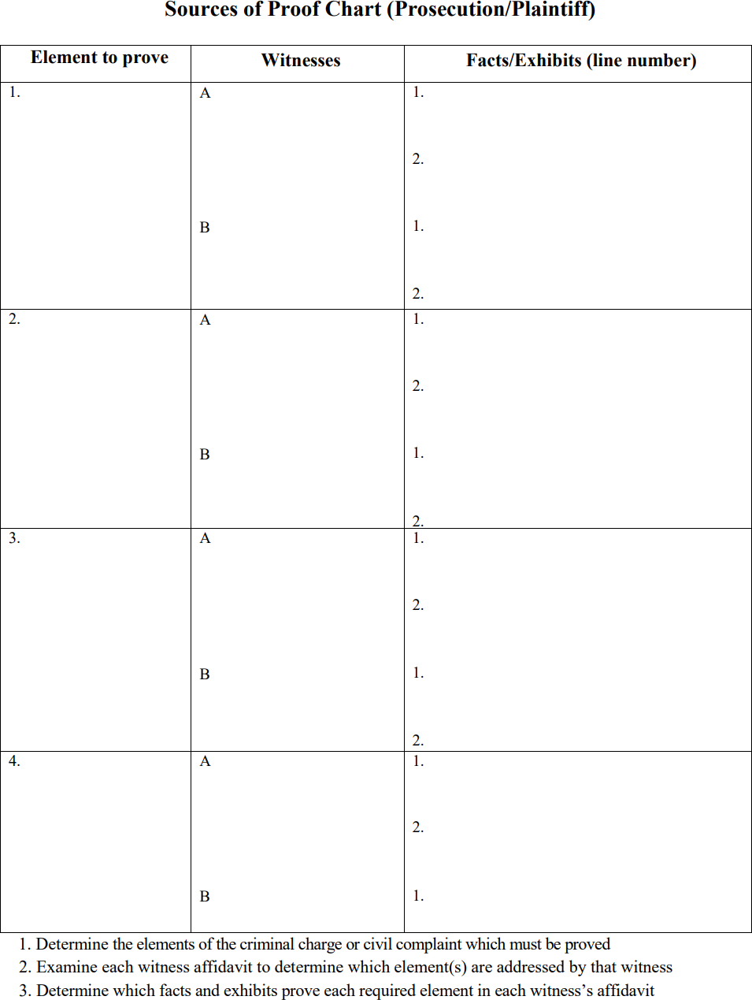 Sources of Proof Chart (Prosecution/Plaintiff)
Element to prove Witnesses Facts/Exhibits (line number)
1. A 1.
2.
B 1.
2.
2. A 1.
2.
B 1.
2.
3. A 1.
2.
B 1.
2.
4. A 1.
2.
B 1.
1. Determine the elements of the criminal charge or civil complaint which must be proved
2. Examine each witness affidavit to determine which element(s) are addressed by that witness
3. Determine which facts and exhibits prove each required element in each witness’s affidavit